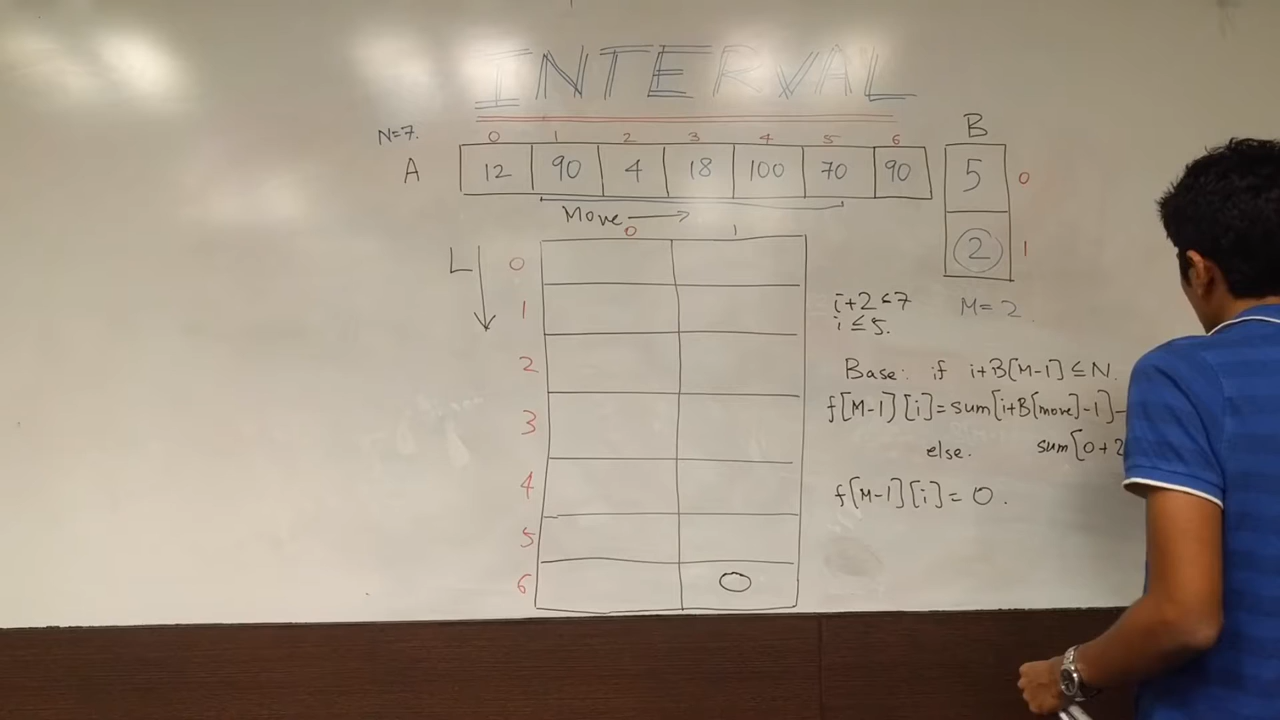 INTERVAL
N=7.
0 1 2 3 4 5 6
A 12 90 4 18 100 70 90
B
5 0
2 1
Move →
0 1
L
0
1
2
3
4
5
6 0
i+2≤7
i≤5.
M=2.
Base: if i+B[M-1]≤N.
f[M-1][i]=sum[i+B[move]-1]-
else. sum[0+2
f[M-1][i]=0.